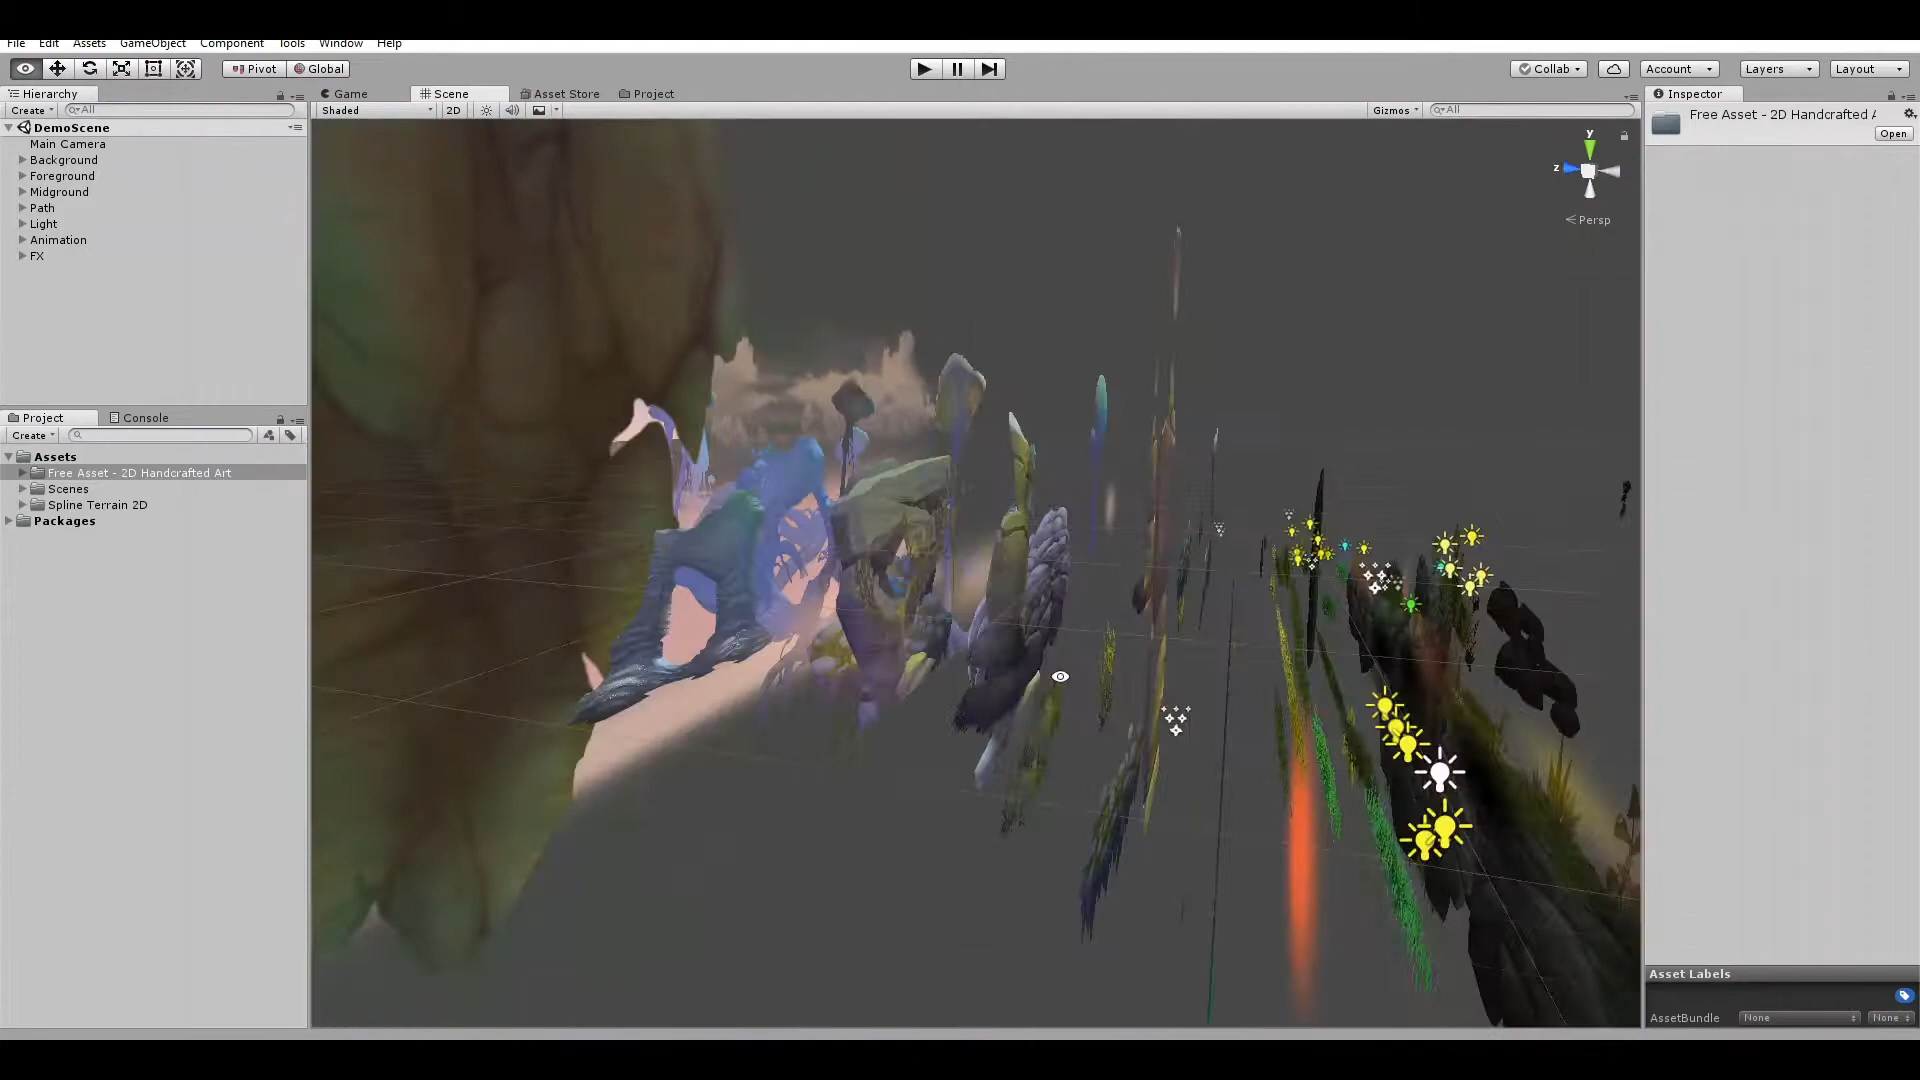 File Edit Assets GameObject Component Tools Window Help
Pivot Global Collab Account Layers Layout
Hierarchy Game Scene Asset Store Project Inspector
Create All Shaded 2D Gizmos All
Free Asset - 2D Handcrafted A
Open
DemoScene
Main Camera
Background
Foreground
Midground
Path
Light
Animation
FX
y
z
Persp
Project Console
Create
Assets
Free Asset - 2D Handcrafted Art
Scenes
Spline Terrain 2D
Packages
Asset Labels
AssetBundle None None